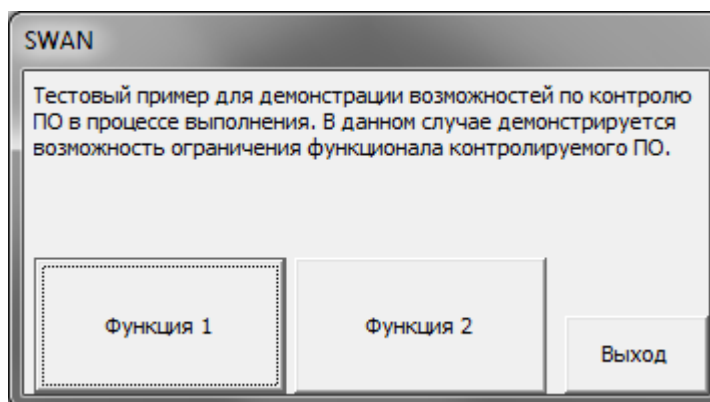 SWAN
Тестовый пример для демонстрации возможностей по контролю
ПО в процессе выполнения. В данном случае демонстрируется
возможность ограничения функционала контролируемого ПО.
Функция 1
Функция 2
Выход